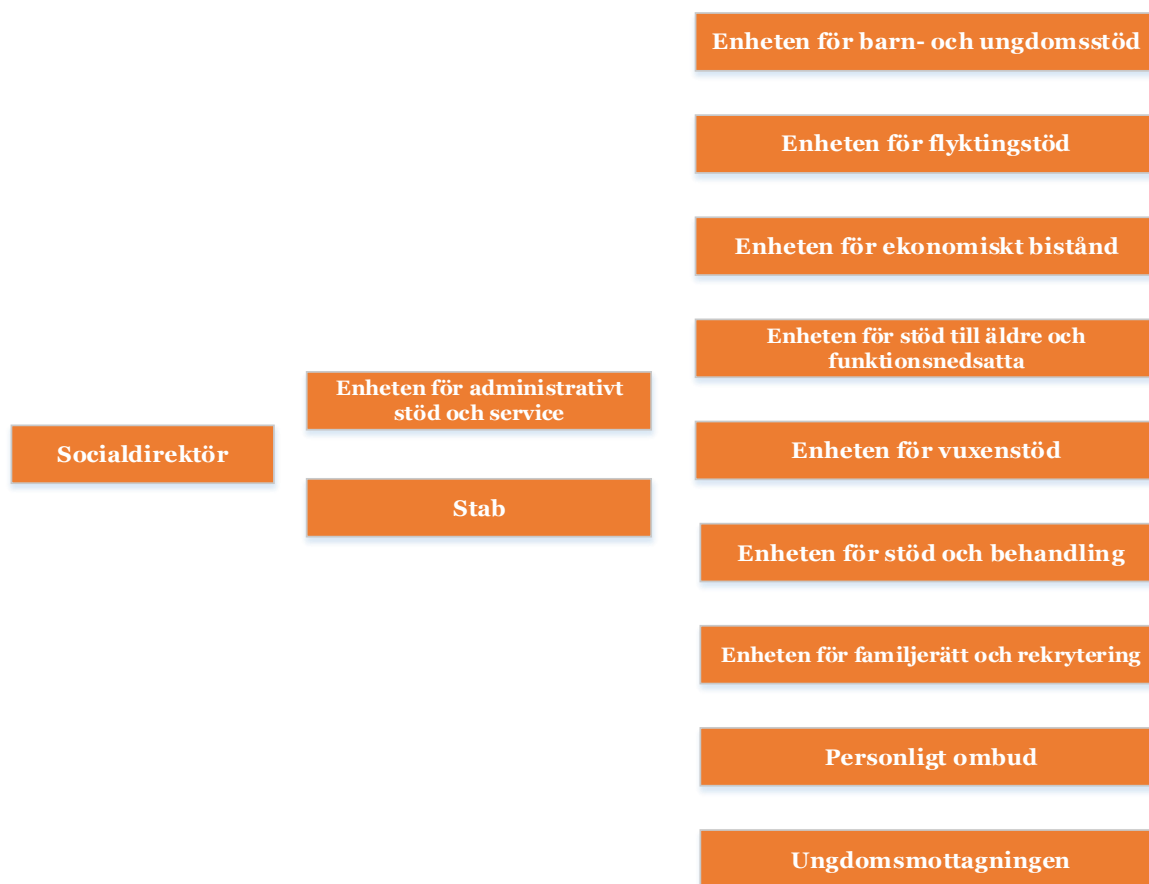 Socialdirektör
Enheten för administrativt
stöd och service
Stab
Enheten för barn- och ungdomsstöd
Enheten för flyktingstöd
Enheten för ekonomiskt bistånd
Enheten för stöd till äldre och
funktionsnedsatta
Enheten för vuxenstöd
Enheten för stöd och behandling
Enheten för familjerätt och rekrytering
Personligt ombud
Ungdomsmottagningen